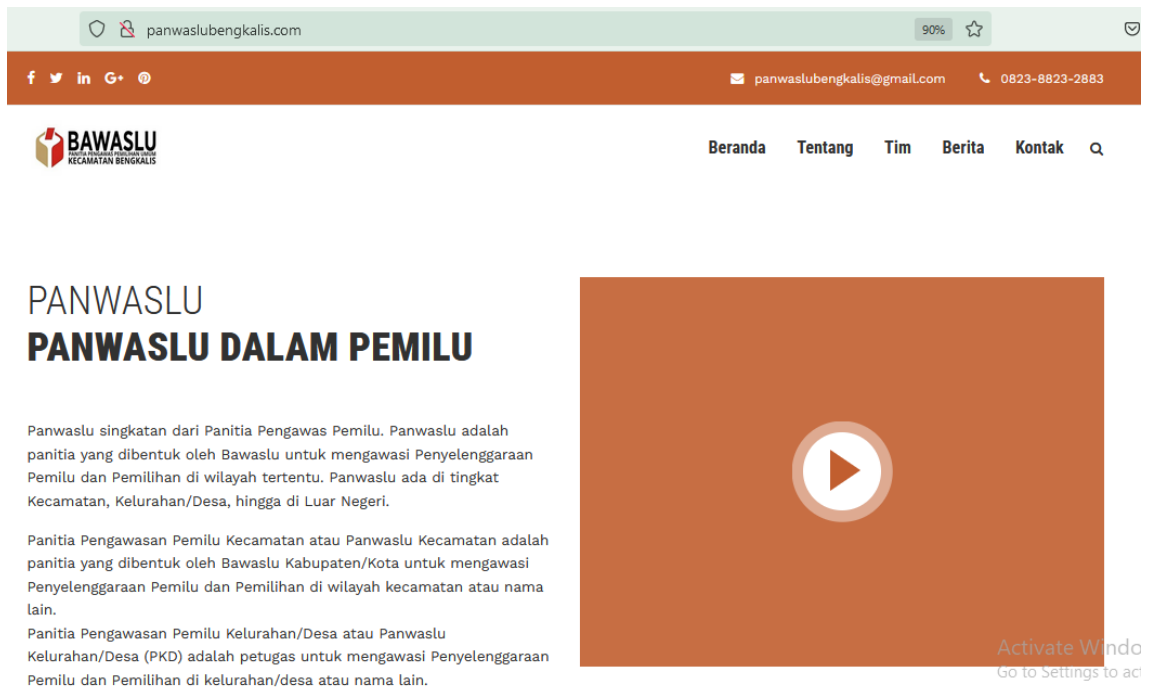 panwaslubengkalis.com
90%
panwaslubengkalis@gmail.com
0823-8823-2883
BAWASLU
PANITIA PENGAWAS PEMILIHAN UMUM
KECAMATAN BENGKALIS
Beranda Tentang Tim Berita Kontak
PANWASLU
PANWASLU DALAM PEMILU
Panwaslu singkatan dari Panitia Pengawas Pemilu. Panwaslu adalah
panitia yang dibentuk oleh Bawaslu untuk mengawasi Penyelenggaraan
Pemilu dan Pemilihan di wilayah tertentu. Panwaslu ada di tingkat
Kecamatan, Kelurahan/Desa, hingga di Luar Negeri.
Panitia Pengawasan Pemilu Kecamatan atau Panwaslu Kecamatan adalah
panitia yang dibentuk oleh Bawaslu Kabupaten/Kota untuk mengawasi
Penyelenggaraan Pemilu dan Pemilihan di wilayah kecamatan atau nama
lain.
Panitia Pengawasan Pemilu Kelurahan/Desa atau Panwaslu
Kelurahan/Desa (PKD) adalah petugas untuk mengawasi Penyelenggaraan
Pemilu dan Pemilihan di kelurahan/desa atau nama lain.
Activate Windo
Go to Settings to act